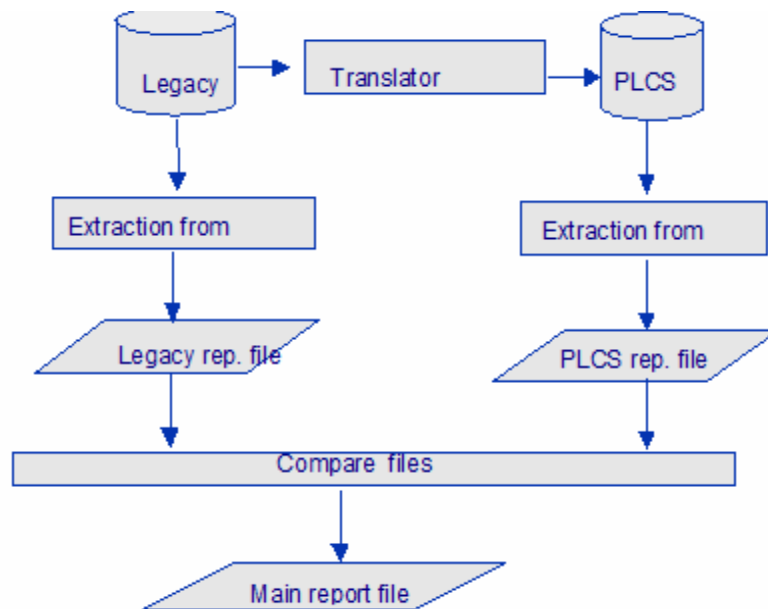 Legacy
Translator
PLCS
Extraction from
Extraction from
Legacy rep. file
PLCS rep. file
Compare files
Main report file